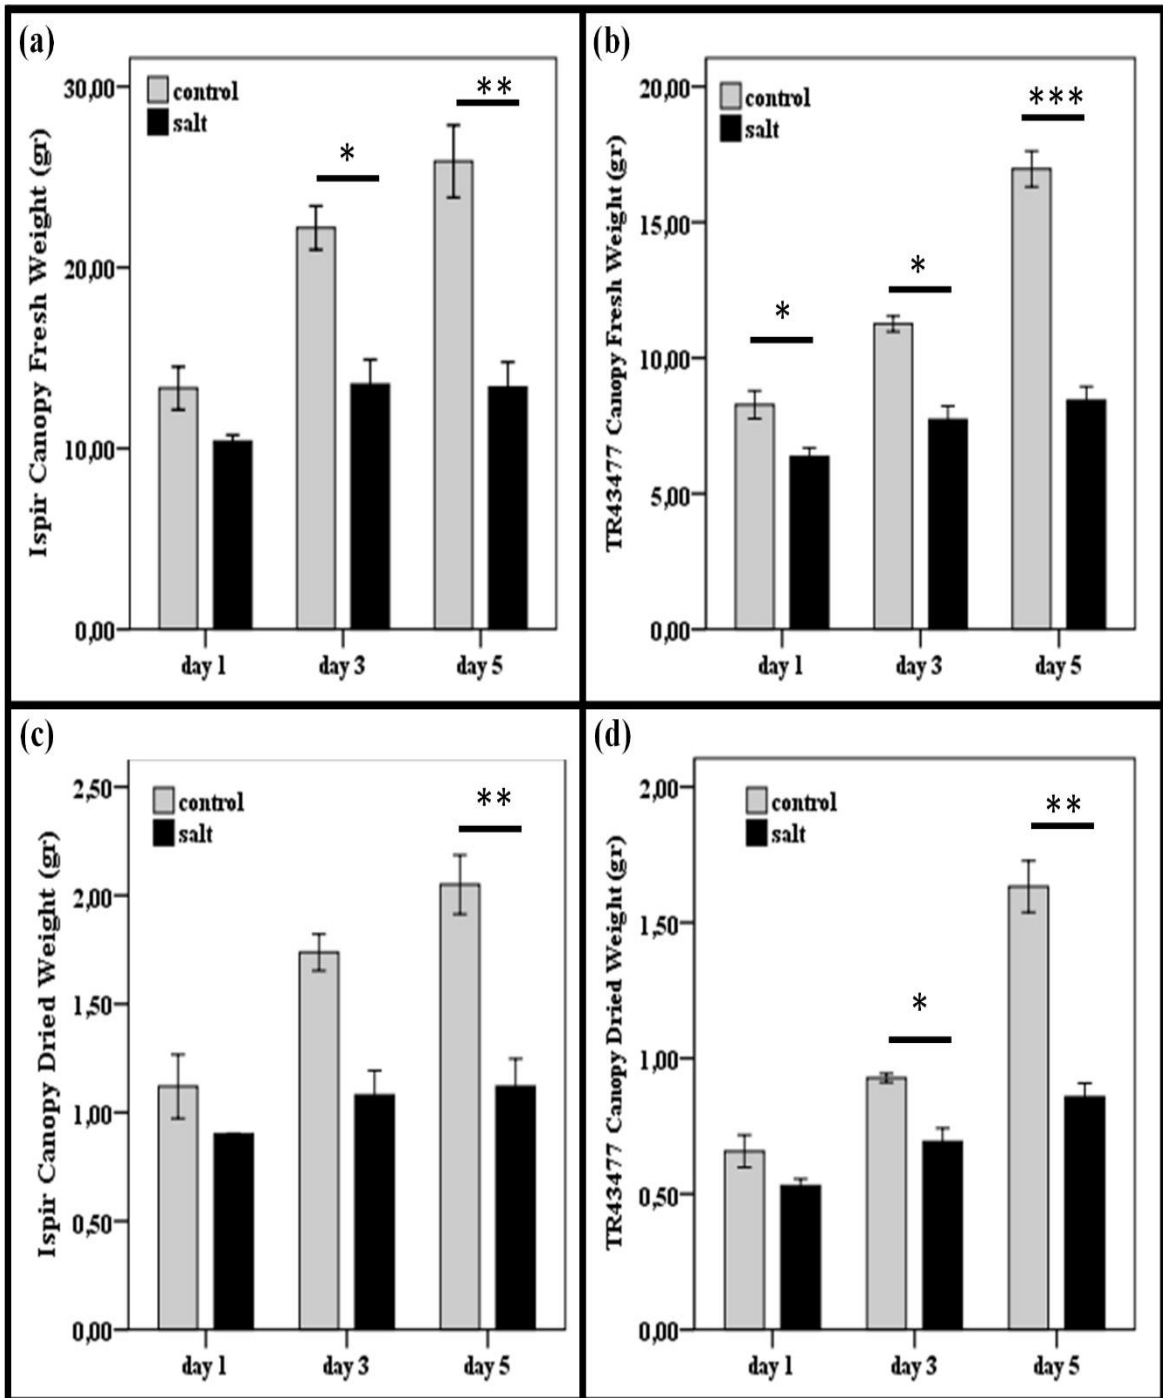 (a)
Ispir Canopy Fresh Weight (gr)
30,00
20,00
10,00
0,00
control
salt
*
**
day 1
day 3
day 5
(b)
TR43477 Canopy Fresh Weight (gr)
20,00
15,00
10,00
5,00
0,00
control
salt
*
*
***
day 1
day 3
day 5
(c)
Ispir Canopy Dried Weight (gr)
2,50
2,00
1,50
1,00
0,50
0,00
control
salt
**
day 1
day 3
day 5
(d)
TR43477 Canopy Dried Weight (gr)
2,00
1,50
1,00
0,50
0,00
control
salt
*
**
day 1
day 3
day 5